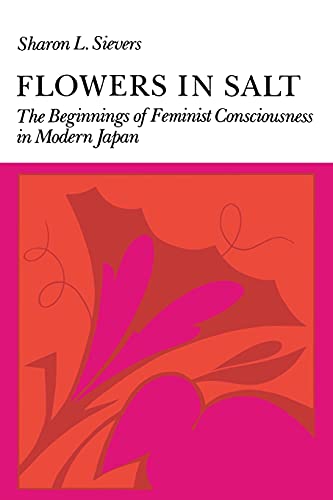 Sharon L. Sievers
FLOWERS IN SALT
The Beginnings of Feminist Consciousness
in Modern Japan